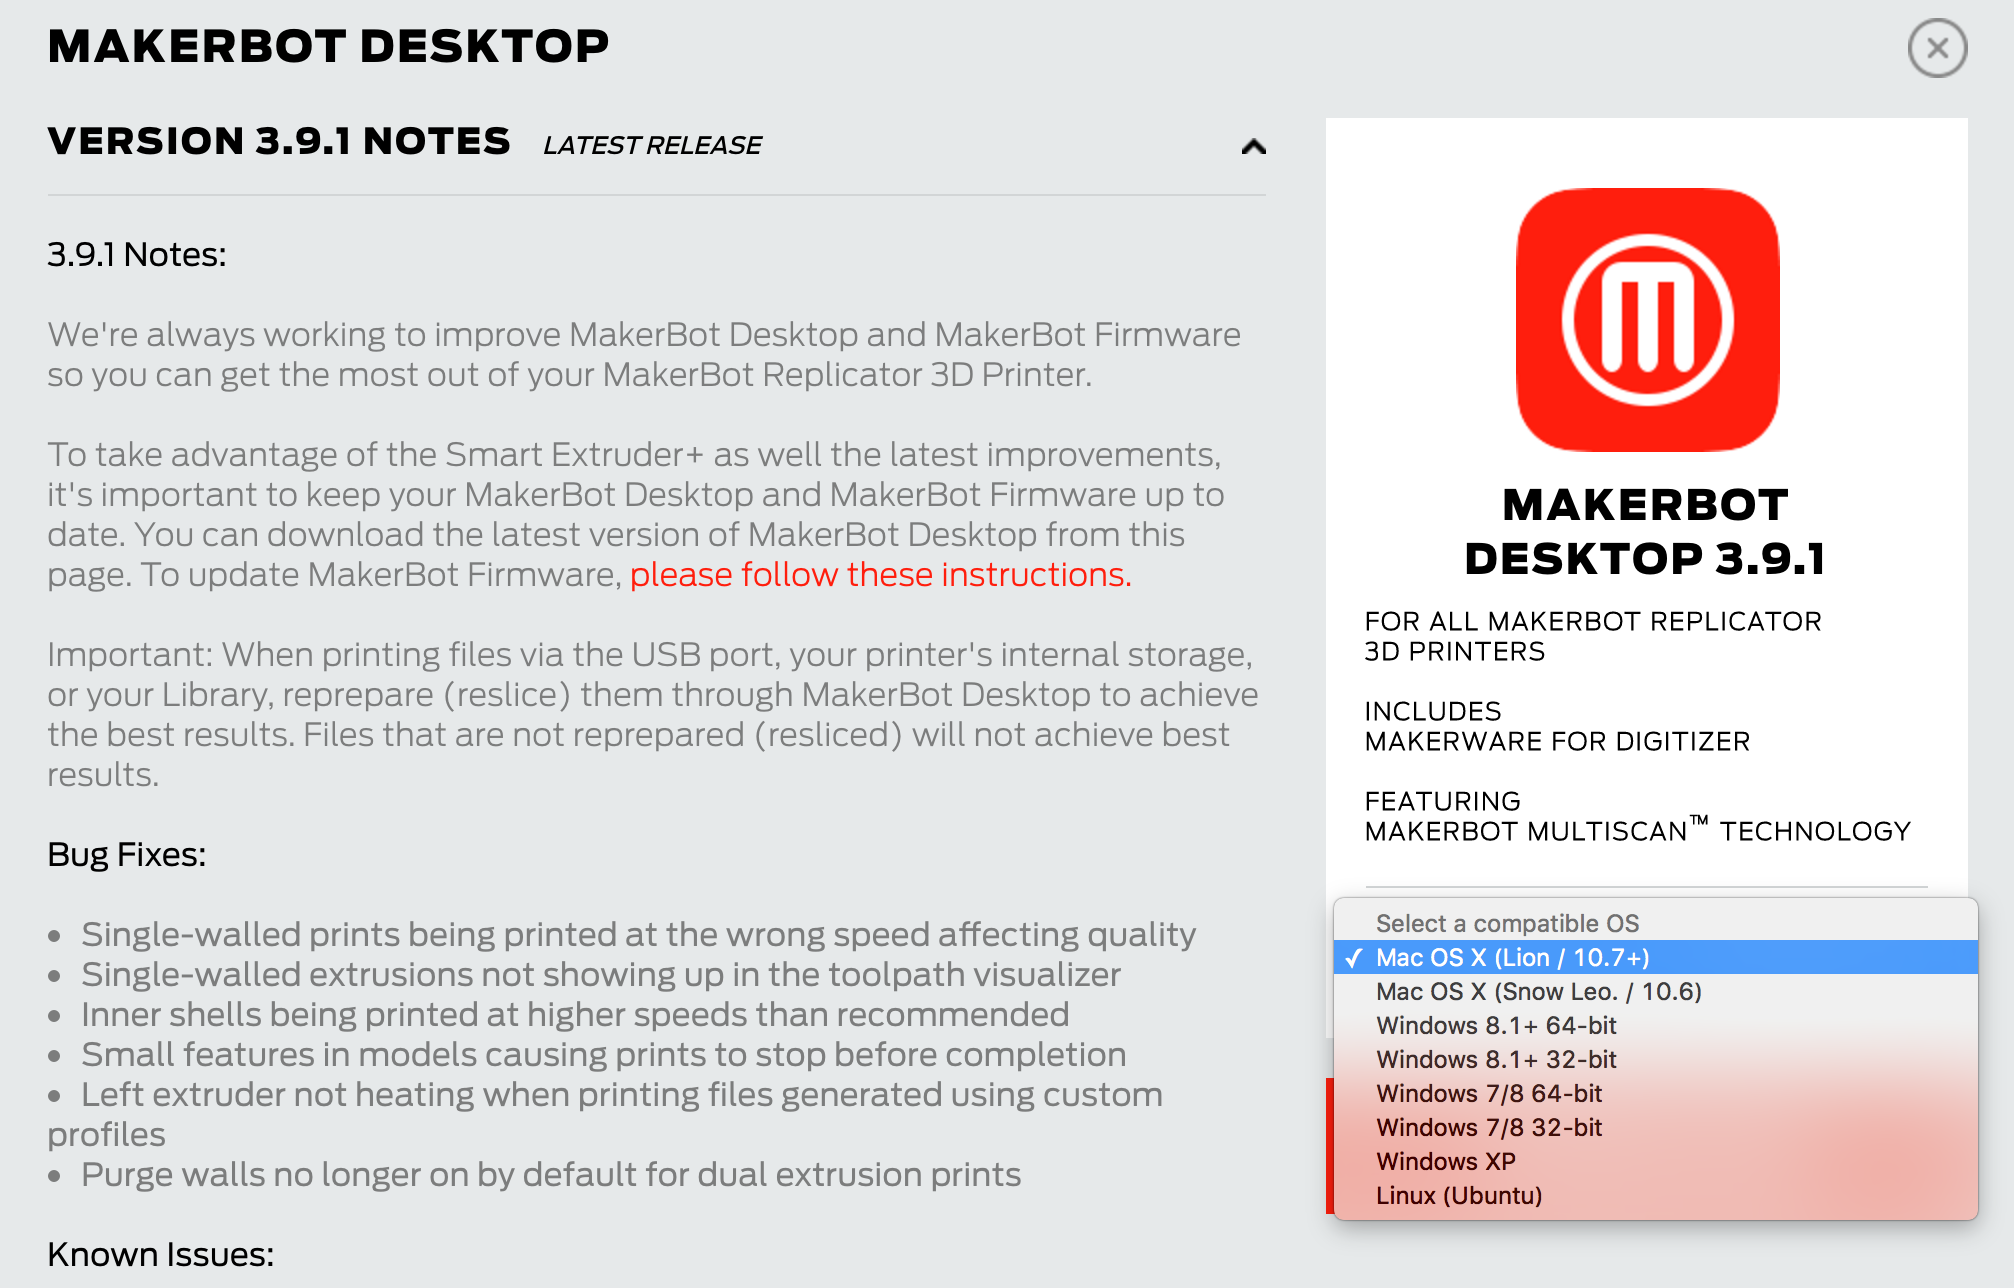 MAKERBOT DESKTOP
VERSION 3.9.1 NOTES LATEST RELEASE
3.9.1 Notes:
We're always working to improve MakerBot Desktop and MakerBot Firmware
so you can get the most out of your MakerBot Replicator 3D Printer.
To take advantage of the Smart Extruder+ as well the latest improvements,
it's important to keep your MakerBot Desktop and MakerBot Firmware up to
date. You can download the latest version of MakerBot Desktop from this
page. To update MakerBot Firmware, please follow these instructions.
Important: When printing files via the USB port, your printer's internal storage,
or your Library, reprepare (reslice) them through MakerBot Desktop to achieve
the best results. Files that are not reprepared (resliced) will not achieve best
results.
Bug Fixes:
• Single-walled prints being printed at the wrong speed affecting quality
• Single-walled extrusions not showing up in the toolpath visualizer
• Inner shells being printed at higher speeds than recommended
• Small features in models causing prints to stop before completion
• Left extruder not heating when printing files generated using custom
profiles
• Purge walls no longer on by default for dual extrusion prints
Known Issues:
MAKERBOT
DESKTOP 3.9.1
FOR ALL MAKERBOT REPLICATOR
3D PRINTERS
INCLUDES
MAKERWARE FOR DIGITIZER
FEATURING
MAKERBOT MULTISCAN™ TECHNOLOGY
Select a compatible OS
✓ Mac OS X (Lion / 10.7+)
Mac OS X (Snow Leo. / 10.6)
Windows 8.1+ 64-bit
Windows 8.1+ 32-bit
Windows 7/8 64-bit
Windows 7/8 32-bit
Windows XP
Linux (Ubuntu)